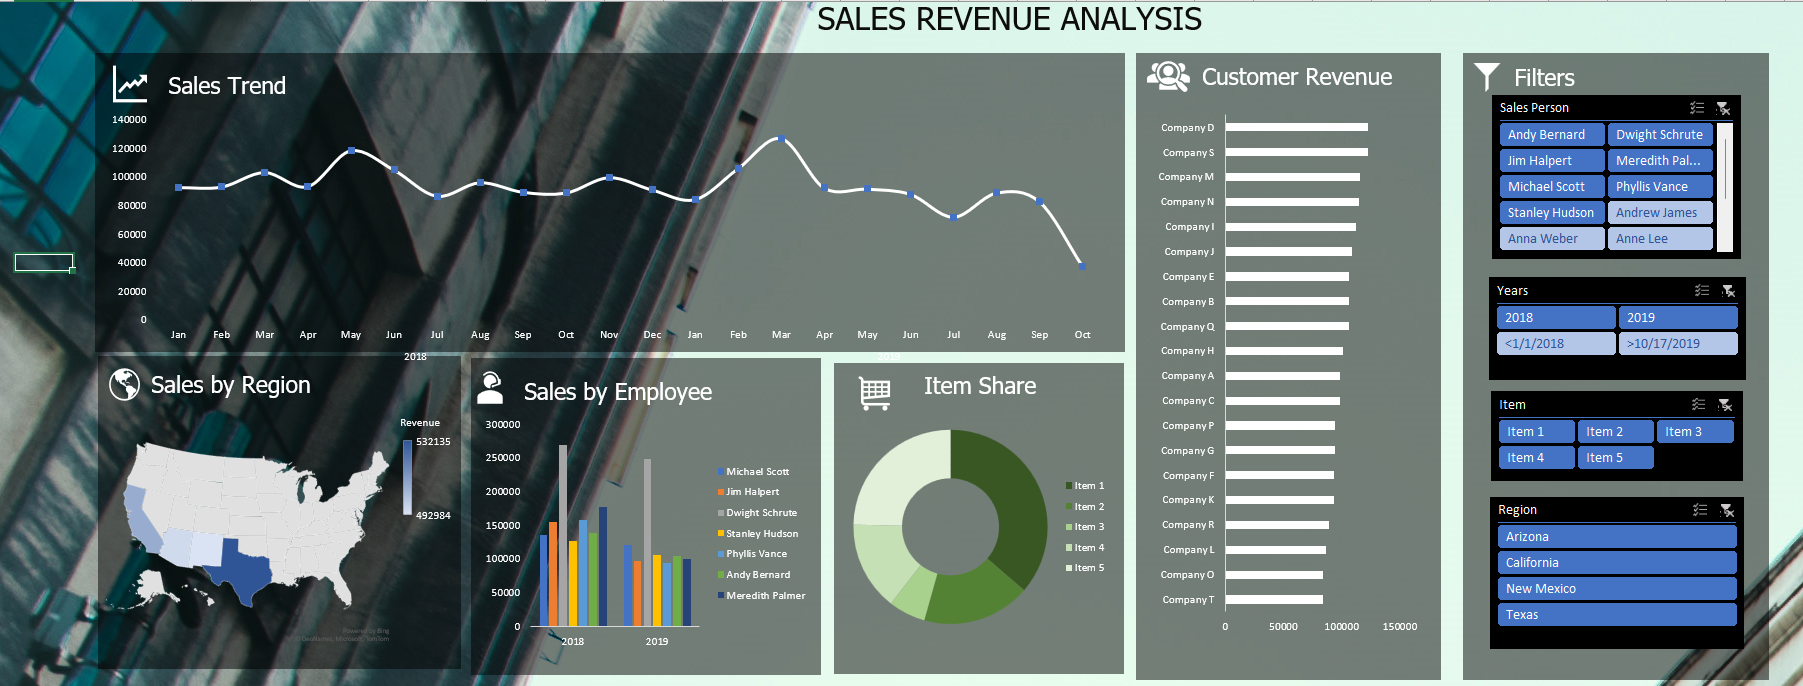 SALES REVENUE ANALYSIS
Sales Trend
140000
120000
100000
80000
60000
40000
20000
0
Jan Feb Mar Apr May Jun Jul Aug Sep Oct Nov Dec Jan Feb Mar Apr May Jun Jul Aug Sep Oct
2018 2019
Sales by Region
Revenue
532135
492984
Powered by Bing
GeoNames, Microsoft, TomTom
Sales by Employee
300000
250000
200000
150000
100000
50000
0
2018 2019
Michael Scott
Jim Halpert
Dwight Schrute
Stanley Hudson
Phyllis Vance
Andy Bernard
Meredith Palmer
Item Share
Item 1
Item 2
Item 3
Item 4
Item 5
Customer Revenue
Company D
Company S
Company M
Company N
Company I
Company J
Company E
Company B
Company Q
Company H
Company A
Company C
Company P
Company G
Company F
Company K
Company R
Company L
Company O
Company T
0 50000 100000 150000
Filters
Sales Person
Andy Bernard Dwight Schrute
Jim Halpert Meredith Pal...
Michael Scott Phyllis Vance
Stanley Hudson Andrew James
Anna Weber Anne Lee
Years
2018 2019
<1/1/2018 >10/17/2019
Item
Item 1 Item 2 Item 3
Item 4 Item 5
Region
Arizona
California
New Mexico
Texas